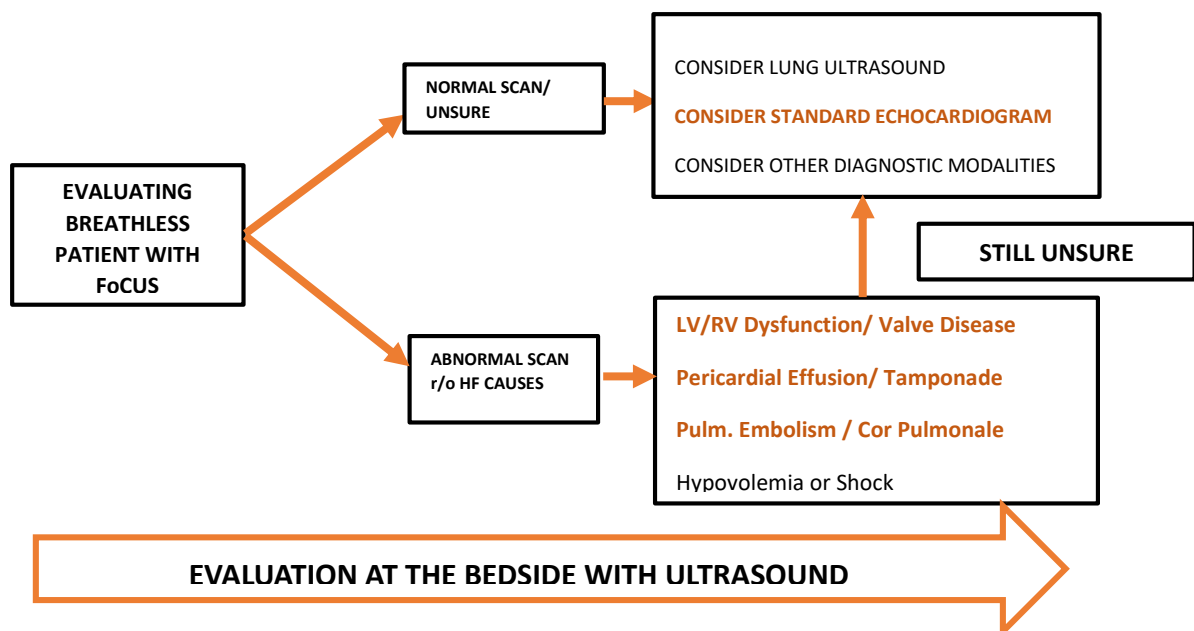 EVALUATING
BREATHLESS
PATIENT WITH
FoCUS
NORMAL SCAN/
UNSURE
CONSIDER LUNG ULTRASOUND
CONSIDER STANDARD ECHOCARDIOGRAM
CONSIDER OTHER DIAGNOSTIC MODALITIES
STILL UNSURE
ABNORMAL SCAN
r/o HF CAUSES
LV/RV Dysfunction/ Valve Disease
Pericardial Effusion/ Tamponade
Pulm. Embolism / Cor Pulmonale
Hypovolemia or Shock
EVALUATION AT THE BEDSIDE WITH ULTRASOUND